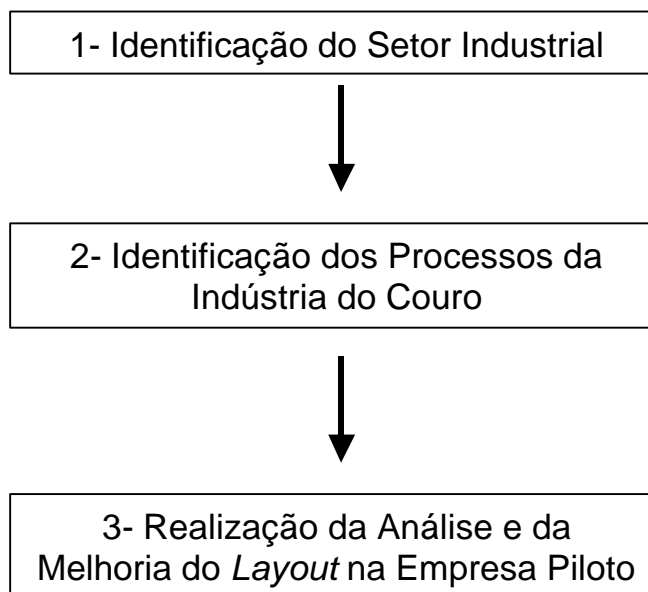 1- Identificação do Setor Industrial
2- Identificação dos Processos da
Indústria do Couro
3- Realização da Análise e da
Melhoria do Layout na Empresa Piloto